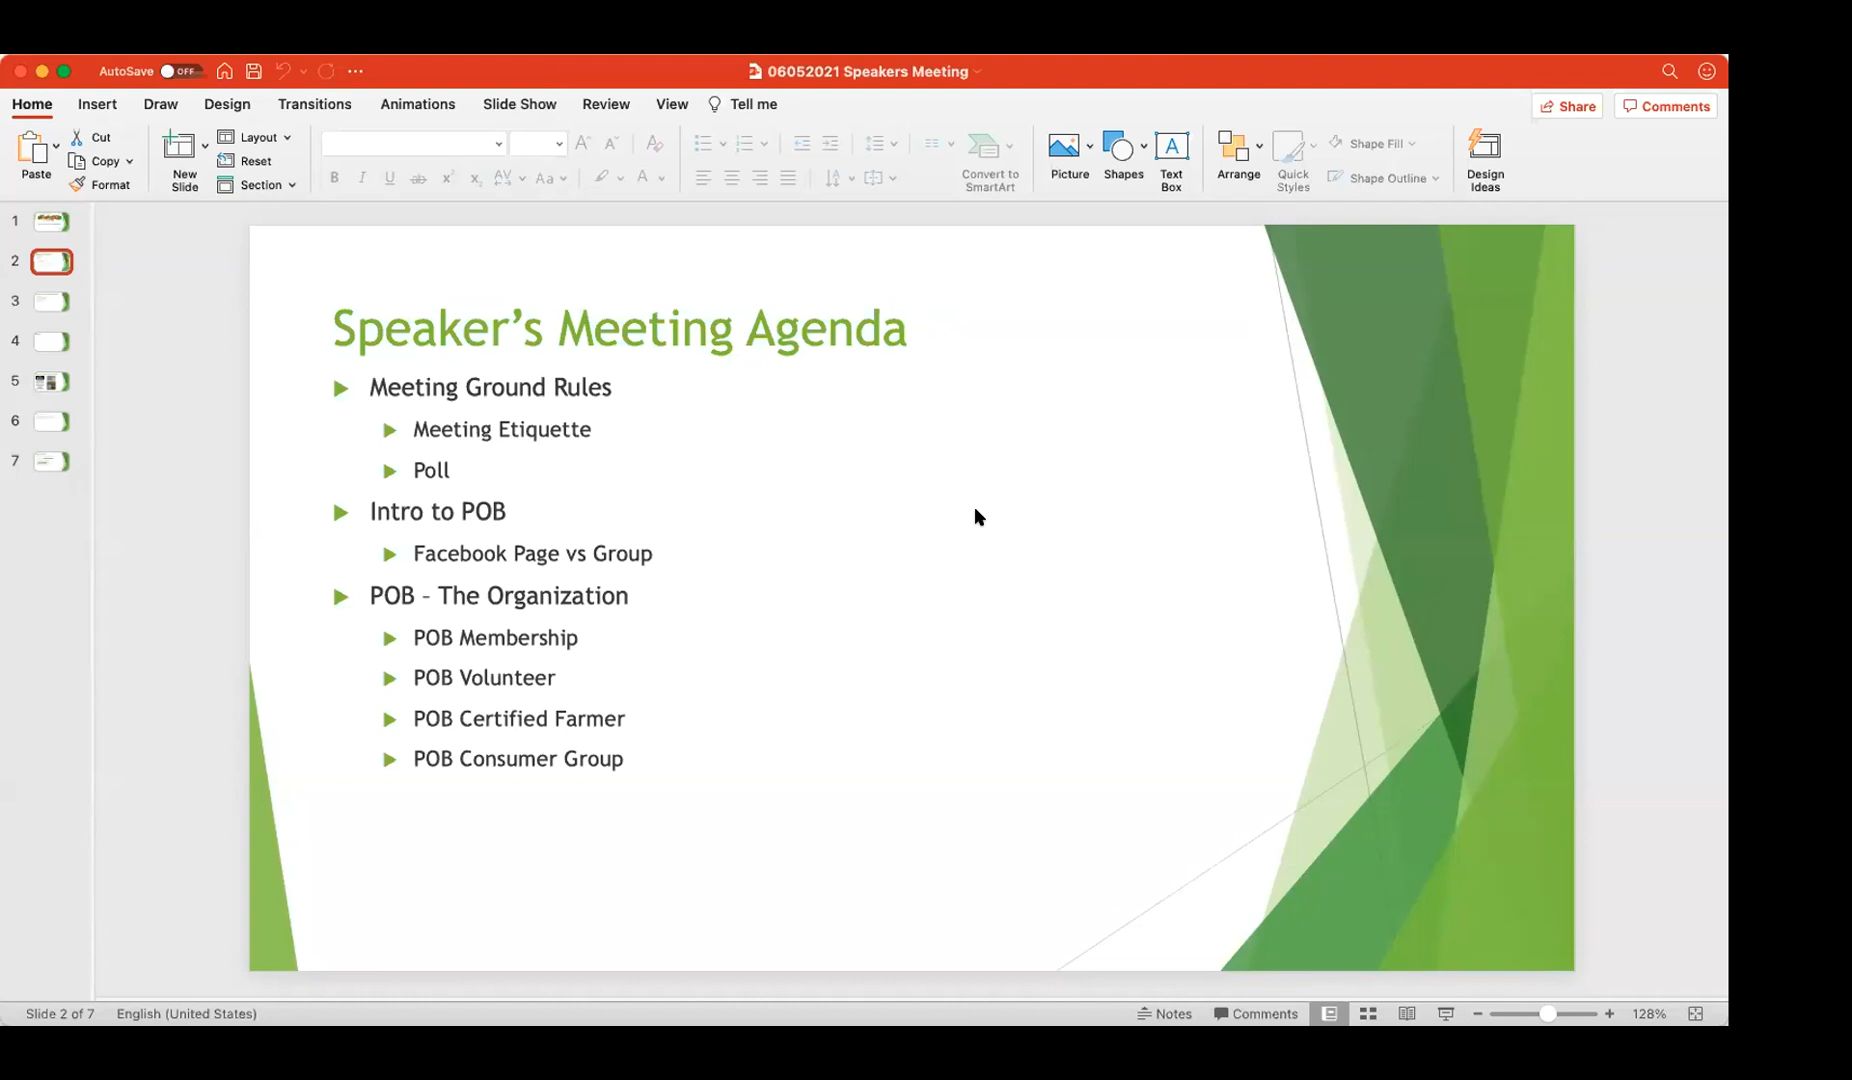 AutoSave OFF
06052021 Speakers Meeting
Home Insert Draw Design Transitions Animations Slide Show Review View Tell me
Share Comments
Paste
Cut
Copy
Format
New
Slide
Layout
Reset
Section
Convert to
SmartArt
Picture
Shapes
Text
Box
Arrange
Quick
Styles
Shape Fill
Shape Outline
Design
Ideas
1
2
3
4
5
6
7
Speaker’s Meeting Agenda
Meeting Ground Rules
Meeting Etiquette
Poll
Intro to POB
Facebook Page vs Group
POB – The Organization
POB Membership
POB Volunteer
POB Certified Farmer
POB Consumer Group
Slide 2 of 7 English (United States)
Notes Comments 128%